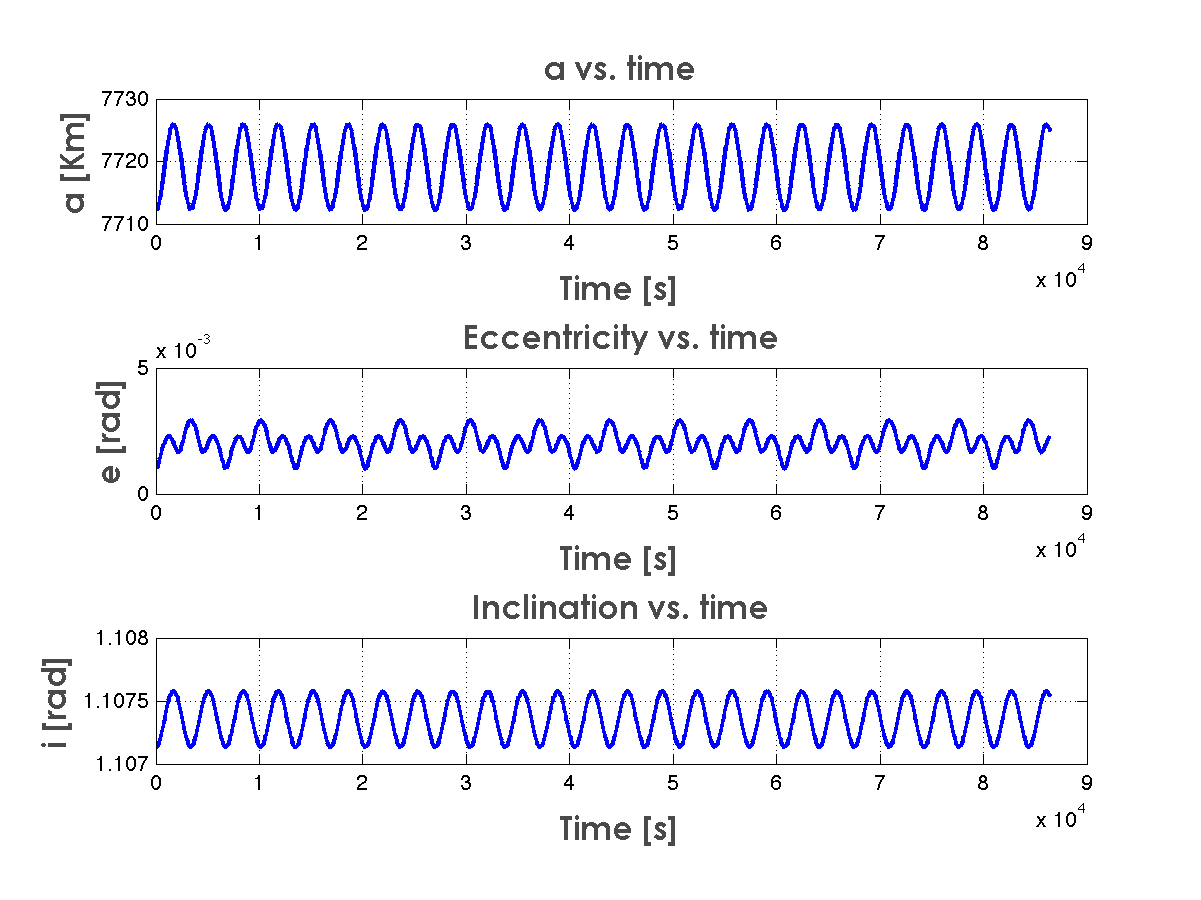 a vs. time
7730
7720
7710
a [Km]
0 1 2 3 4 5 6 7 8 9
x 10^4
Time [s]
Eccentricity vs. time
x 10^-3
5
0
e [rad]
0 1 2 3 4 5 6 7 8 9
x 10^4
Time [s]
Inclination vs. time
1.108
1.1075
1.107
i [rad]
0 1 2 3 4 5 6 7 8 9
x 10^4
Time [s]